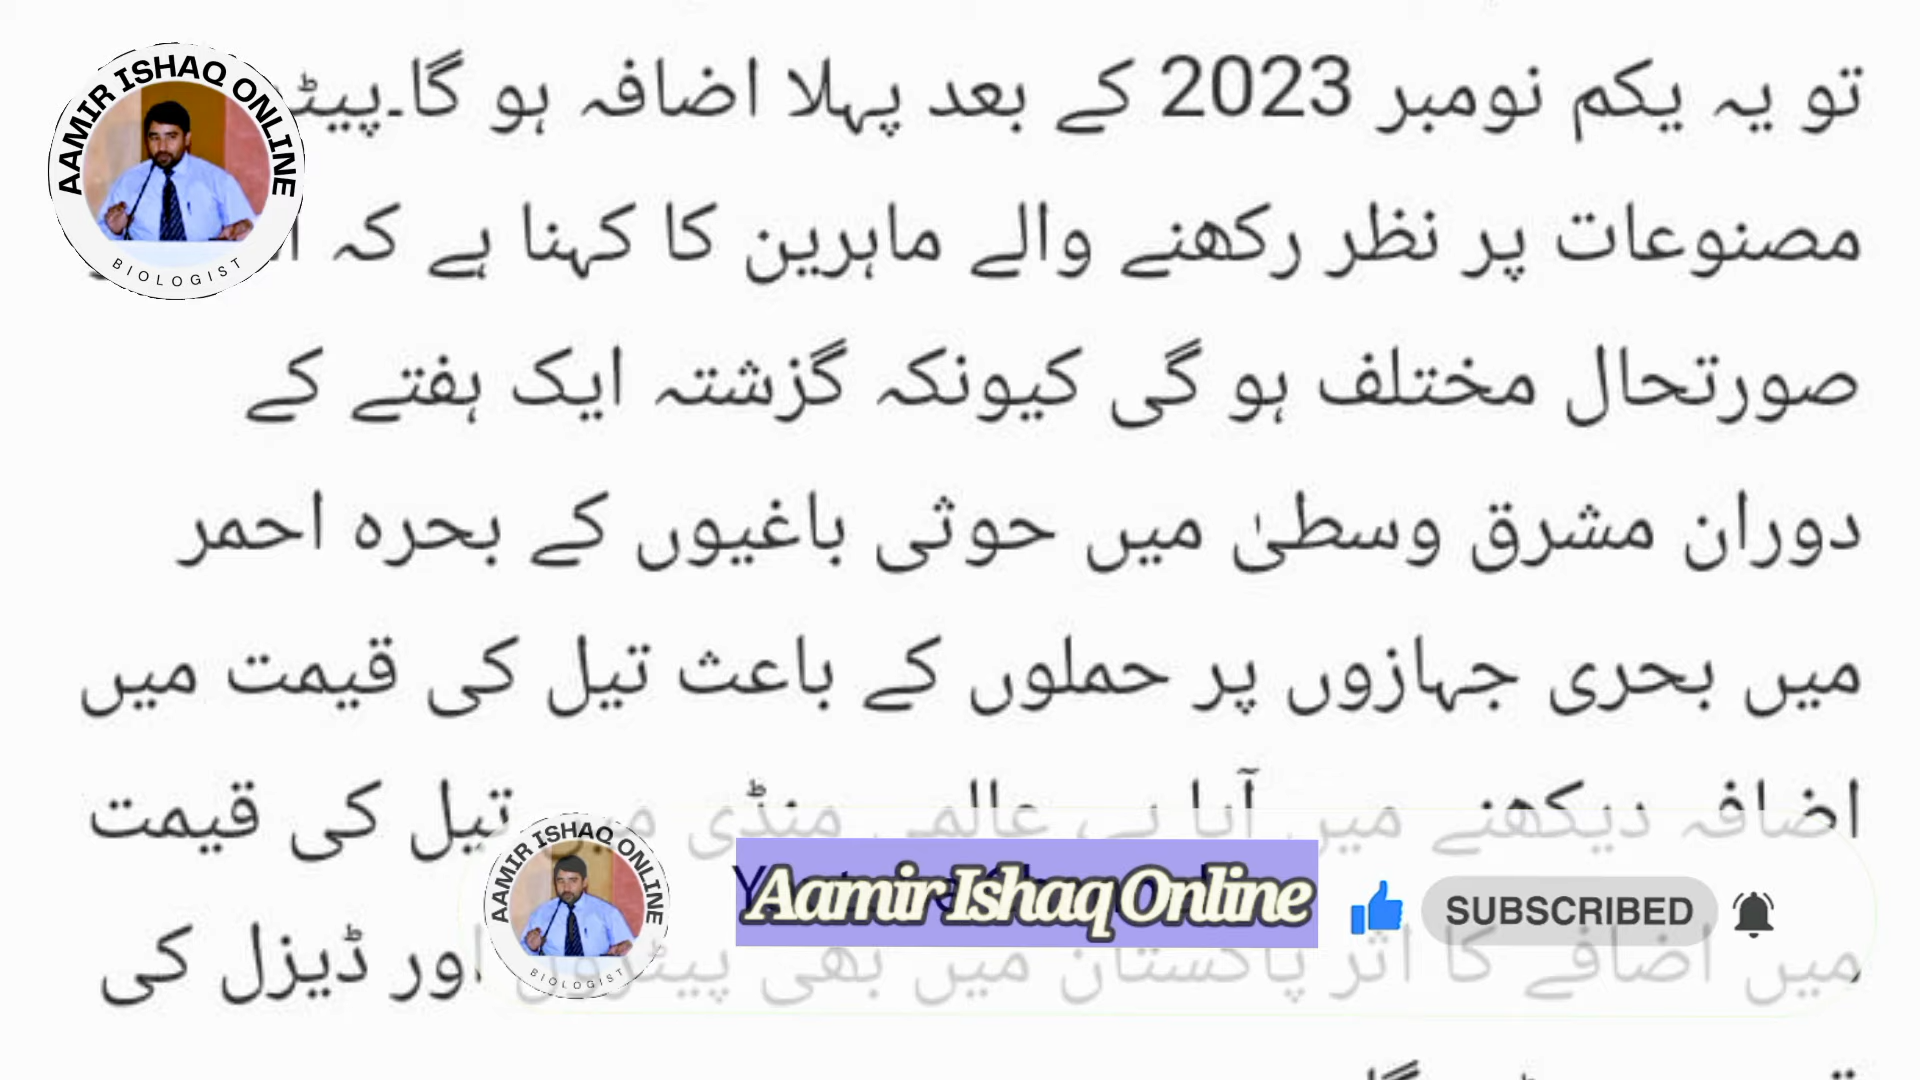 AAMIR ISHAQ ONLINE
BIOLOGIST
تو یہ یکم نومبر 2023 کے بعد پہلا اضافہ ہو گا۔
مصنوعات پر نظر رکھنے والے ماہرین کا کہنا ہے کہ
صورتحال مختلف ہو گی کیونکہ گزشتہ ایک ہفتے کے
دوران مشرق وسطیٰ میں حوثی باغیوں کے بحرہ احمر
میں بحری جہازوں پر حملوں کے باعث تیل کی قیمت میں
اضافہ دیکھنے میں آیا ہے عالمی منڈی میں تیل کی قیمت
میں اضافے کا اثر پاکستان میں بھی پیٹرول اور ڈیزل کی
AAMIR ISHAQ ONLINE
BIOLOGIST
Aamir Ishaq Online
SUBSCRIBED